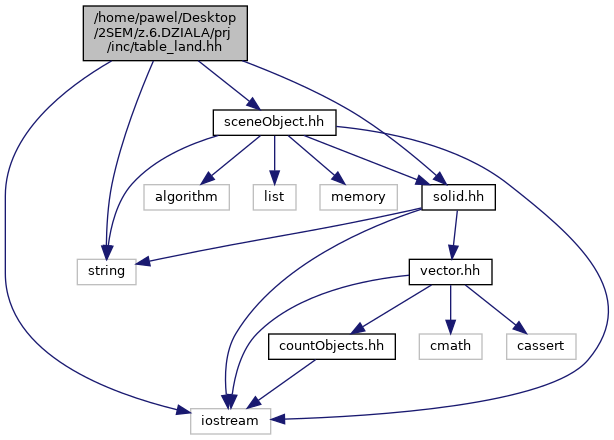 /home/pawel/Desktop
/2SEM/z.6.DZIALA/prj
/inc/table_land.hh
sceneObject.hh
algorithm
list
memory
solid.hh
string
vector.hh
countObjects.hh
cmath
cassert
iostream